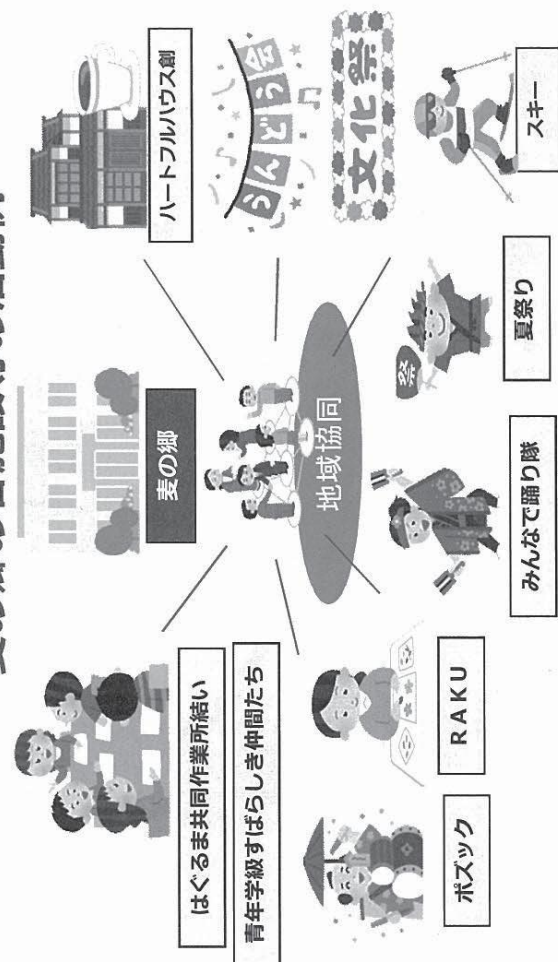 麦の郷
はぐるま共同作業所結い
青年学級すばらしき仲間たち
ハートフルハウス創
うんどう会
文化祭
地域協同
ポズック
RAKU
みんなで踊り隊
祭
夏祭り
スキー